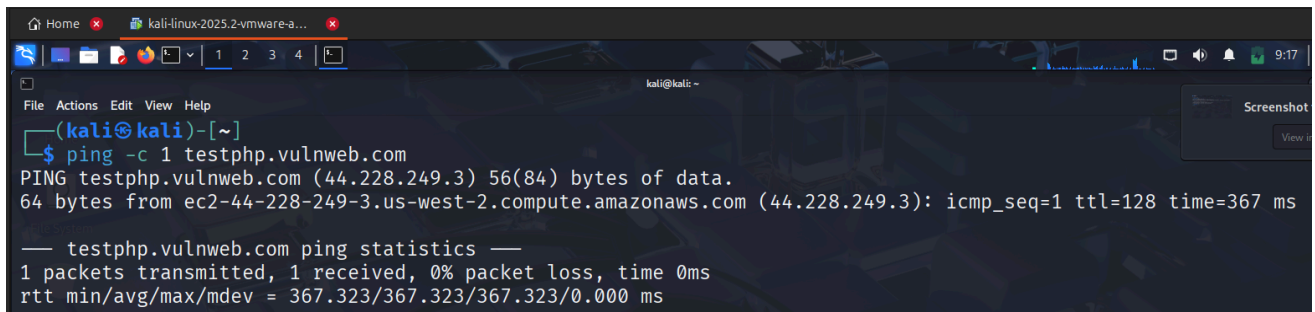 Home kali-linux-2025.2-vmware-a...
1 2 3 4 9:17
kali@kali: ~
File Actions Edit View Help
Screenshot
┌──(kali㉿kali)-[~]
└─$ ping -c 1 testphp.vulnweb.com
View in
PING testphp.vulnweb.com (44.228.249.3) 56(84) bytes of data.
64 bytes from ec2-44-228-249-3.us-west-2.compute.amazonaws.com (44.228.249.3): icmp_seq=1 ttl=128 time=367 ms
── testphp.vulnweb.com ping statistics ──
1 packets transmitted, 1 received, 0% packet loss, time 0ms
rtt min/avg/max/mdev = 367.323/367.323/367.323/0.000 ms